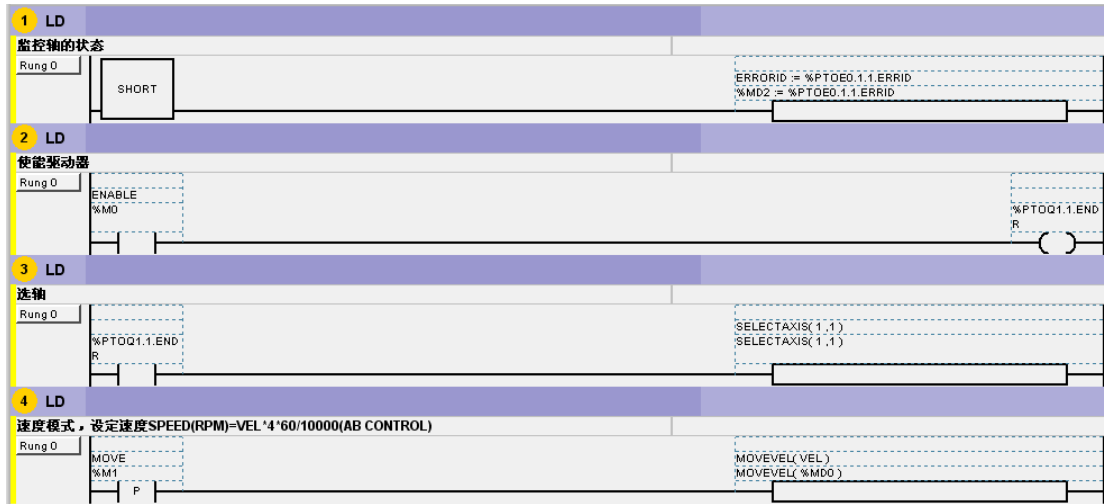 1 LD
监控轴的状态
Rung 0
SHORT
ERRORID := %PTOE0.1.1.ERRID
%MD2 := %PTOE0.1.1.ERRID
2 LD
使能驱动器
Rung 0
ENABLE
%M0
%PTOQ1.1.END
R
3 LD
选轴
Rung 0
%PTOQ1.1.END
R
SELECTAXIS( 1 ,1 )
SELECTAXIS( 1 ,1 )
4 LD
速度模式，设定速度SPEED(RPM)=VEL*4*60/10000(AB CONTROL)
Rung 0
MOVE
%M1
P
MOVEVEL( VEL )
MOVEVEL( %MD0 )